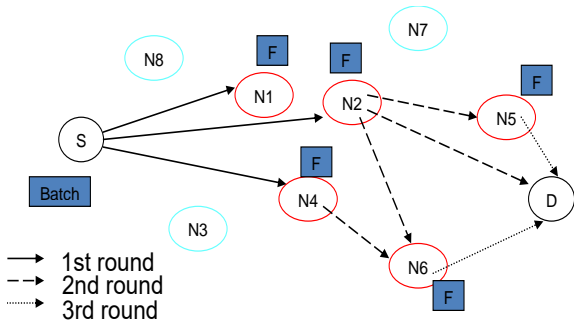 N7
F
F
N8
F
N1
N2
N5
S
F
Batch
N4
D
N3
N6
F
1st round
2nd round
3rd round